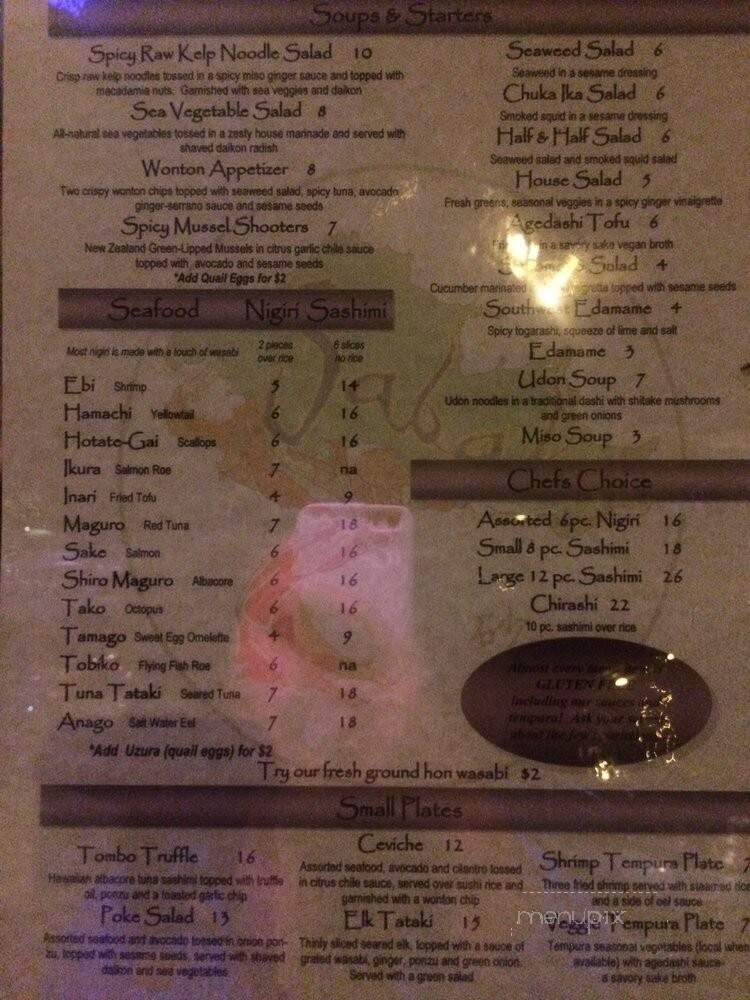 Soups & Starters
Spicy Raw Kelp Noodle Salad 10
Crisp raw kelp noodles tossed in a spicy miso ginger sauce and topped with
macadamia nuts. Garnished with sea veggies and daikon
Sea Vegetable Salad 8
All-natural sea vegetables tossed in a zesty house marinade and served with
shaved daikon radish
Wonton Appetizer 8
Two crispy wonton chips topped with seaweed salad, spicy tuna, avocado
ginger-serrano sauce and sesame seeds
Spicy Mussel Shooters 7
New Zealand Green-Lipped Mussels in citrus garlic chile sauce
topped with avocado and sesame seeds
*Add Quail Eggs for $2
Seaweed Salad 6
Seaweed in a sesame dressing
Chuka Ika Salad 6
Smoked squid in a sesame dressing
Half & Half Salad 6
Seaweed salad and smoked squid salad
House Salad 5
Fresh greens, seasonal veggies in a spicy ginger vinaigrette
Agedashi Tofu 6
in a savory sake vegan broth
Salad 4
Cucumber marinated topped with sesame seeds
Southwest Edamame 4
Spicy togarashi, squeeze of lime and salt
Edamame 3
Udon Soup 7
Udon noodles in a traditional dashi with shitake mushrooms
and green onions
Miso Soup 3
Seafood Nigiri Sashimi
Most nigiri is made with a touch of wasabi 2 pieces over rice 6 slices no rice
Ebi Shrimp 5 14
Hamachi Yellowtail 6 16
Hotate-Gai Scallops 6 16
Ikura Salmon Roe 7 na
Inari Fried Tofu 4 9
Maguro Red Tuna 7 18
Sake Salmon 6 16
Shiro Maguro Albacore 6 16
Tako Octopus 6 16
Tamago Sweet Egg Omelette 4 9
Tobiko Flying Fish Roe 6 na
Tuna Tataki Seared Tuna 7 18
Anago Salt Water Eel 7 18
*Add Uzura (quail eggs) for $2
Chefs Choice
Assorted 6pc. Nigiri 16
Small 8 pc. Sashimi 18
Large 12 pc. Sashimi 26
Chirashi 22
10 pc. sashimi over rice
Almost every
GLUTEN
Including our sauces
tempura! Ask your
about the few
Try our fresh ground hon wasabi $2
Small Plates
Tombo Truffle 16
Hawaiian albacore tuna sashimi topped with truffle
oil, ponzu and a toasted garlic chip
Poke Salad 13
Assorted seafood and avocado tossed in onion pon-
zu, topped with sesame seeds, served with shaved
daikon and sea vegetables
Ceviche 12
Assorted seafood, avocado and cilantro tossed
in citrus chile sauce, served over sushi rice and
garnished with a wonton chip
Elk Tataki 15
Thinly sliced seared elk, topped with a sauce of
grated wasabi, ginger, ponzu and green onion.
Served with a green salad
Shrimp Tempura Plate 7
Three fried shrimp served with steamed rice
and a side of eel sauce
Veggie Tempura Plate 7
Tempura seasonal vegetables (local when
available) with agedashi sauce-
a savory sake broth
menupix